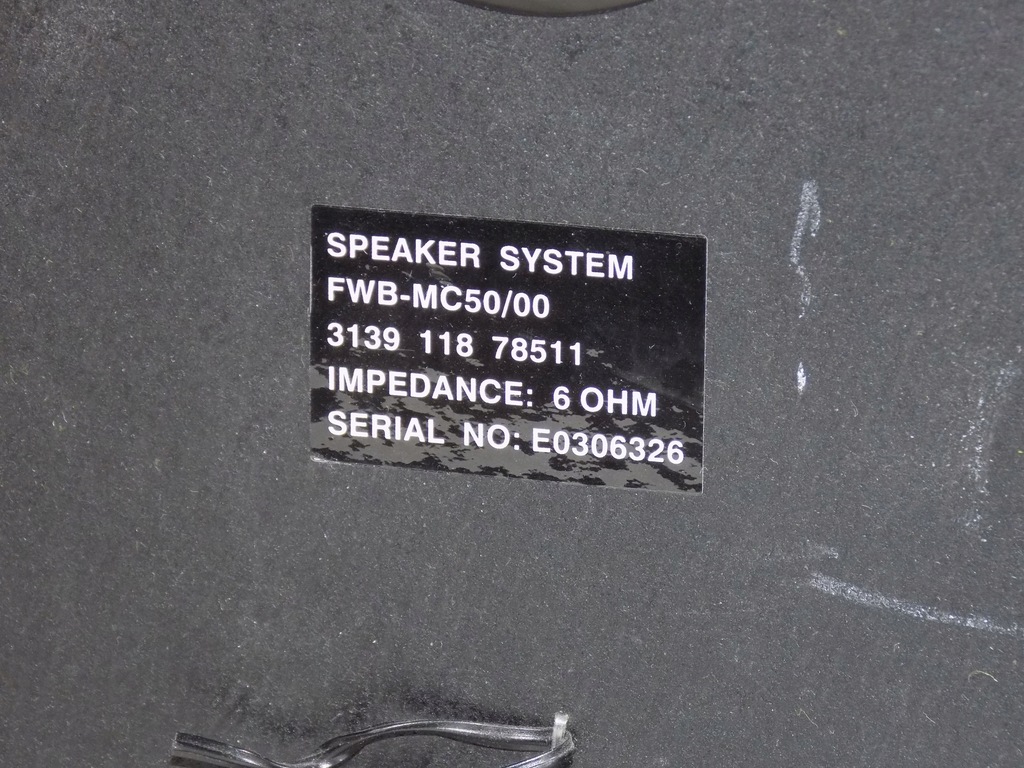 SPEAKER SYSTEM
FWB-MC50/00
3139 118 78511
IMPEDANCE: 6 OHM
SERIAL NO: E0306326